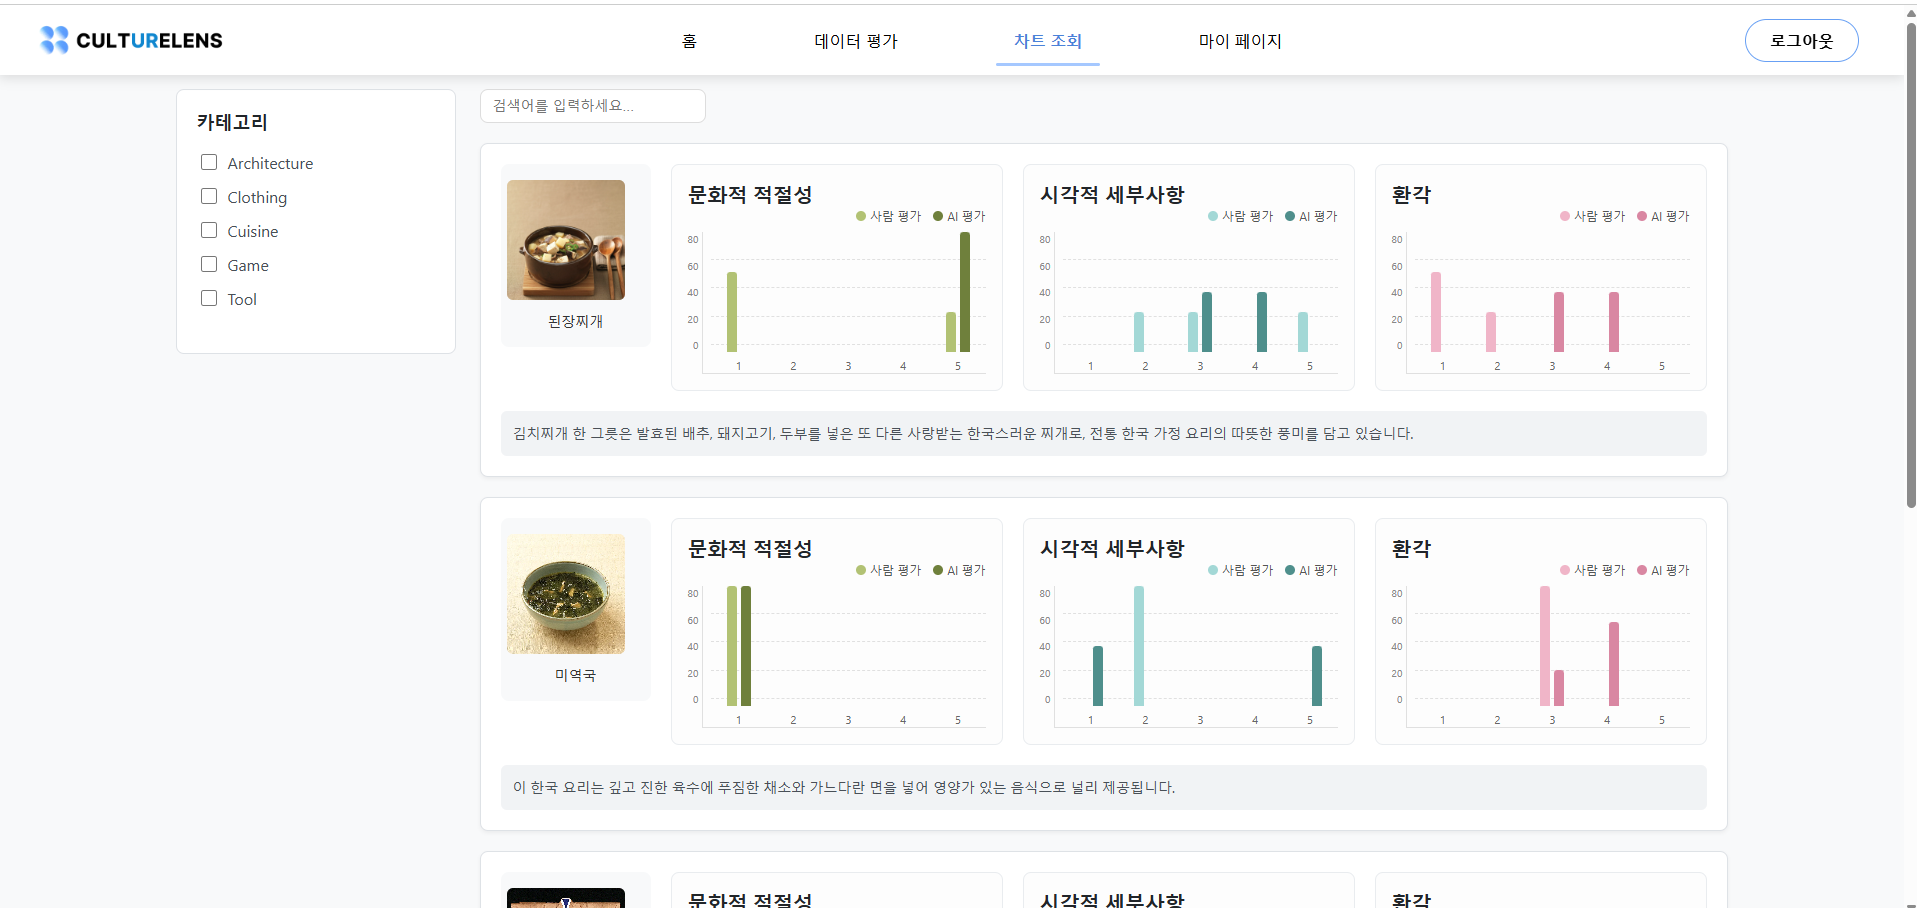 CULTURELENS
홈
데이터 평가
차트 조회
마이 페이지
로그아웃
카테고리
Architecture
Clothing
Cuisine
Game
Tool
검색어를 입력하세요...
된장찌개
문화적 적절성
사람 평가 AI 평가
80
60
40
20
0
1 2 3 4 5
시각적 세부사항
사람 평가 AI 평가
80
60
40
20
0
1 2 3 4 5
환각
사람 평가 AI 평가
80
60
40
20
0
1 2 3 4 5
김치찌개 한 그릇은 발효된 배추, 돼지고기, 두부를 넣은 또 다른 사랑받는 한국스러운 찌개로, 전통 한국 가정 요리의 따뜻한 풍미를 담고 있습니다.
미역국
문화적 적절성
사람 평가 AI 평가
80
60
40
20
0
1 2 3 4 5
시각적 세부사항
사람 평가 AI 평가
80
60
40
20
0
1 2 3 4 5
환각
사람 평가 AI 평가
80
60
40
20
0
1 2 3 4 5
이 한국 요리는 깊고 진한 육수에 푸짐한 채소와 가느다란 면을 넣어 영양가 있는 음식으로 널리 제공됩니다.
문화적 적절성
시각적 세부사항
환각